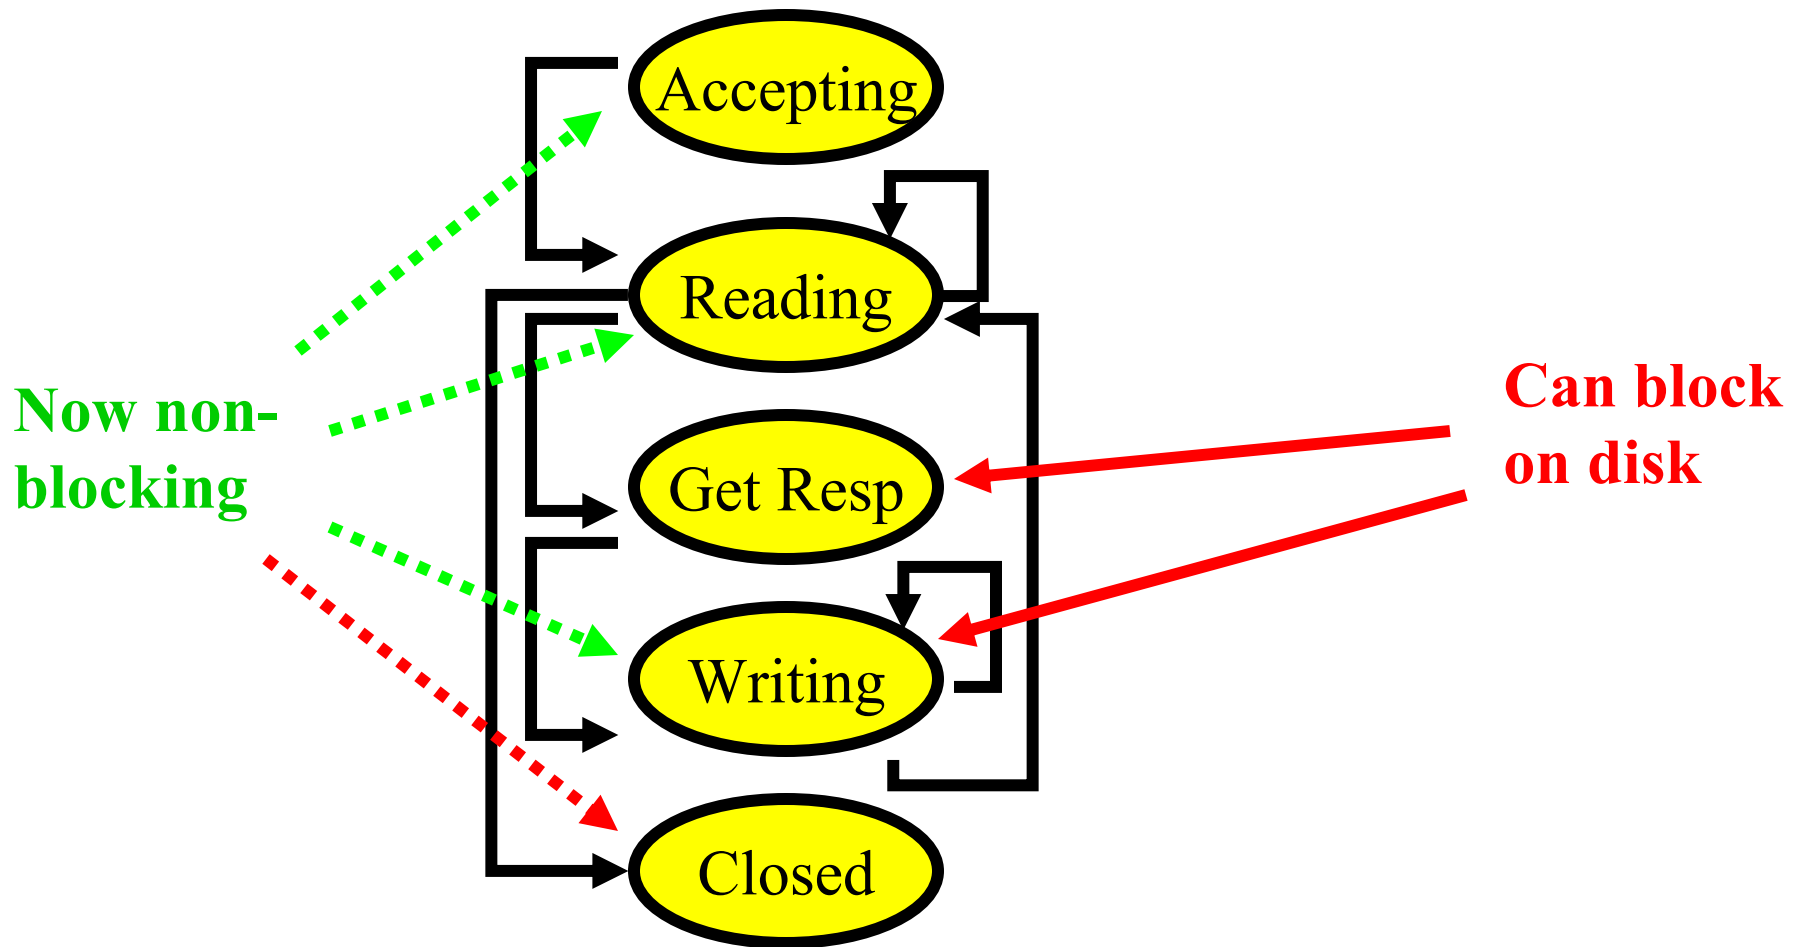 Accepting
Reading
Now non-
blocking
Can block
on disk
Get Resp
Writing
Closed